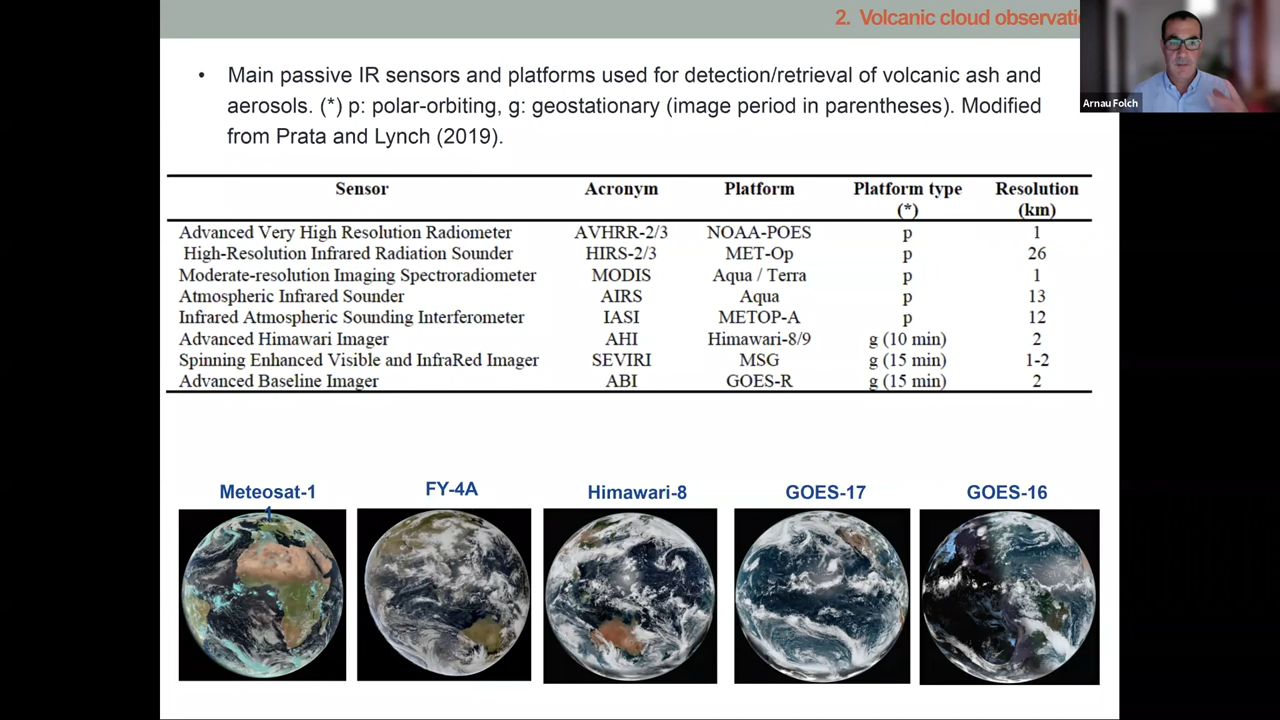 2. Volcanic cloud observati
Arnau Folch
• Main passive IR sensors and platforms used for detection/retrieval of volcanic ash and
aerosols. (*) p: polar-orbiting, g: geostationary (image period in parentheses). Modified
from Prata and Lynch (2019).
Sensor Acronym Platform Platform type Resolution
(*) (km)
Advanced Very High Resolution Radiometer AVHRR-2/3 NOAA-POES p 1
High-Resolution Infrared Radiation Sounder HIRS-2/3 MET-Op p 26
Moderate-resolution Imaging Spectroradiometer MODIS Aqua / Terra p 1
Atmospheric Infrared Sounder AIRS Aqua p 13
Infrared Atmospheric Sounding Interferometer IASI METOP-A p 12
Advanced Himawari Imager AHI Himawari-8/9 g (10 min) 2
Spinning Enhanced Visible and InfraRed Imager SEVIRI MSG g (15 min) 1-2
Advanced Baseline Imager ABI GOES-R g (15 min) 2
Meteosat-1 FY-4A Himawari-8 GOES-17 GOES-16
1